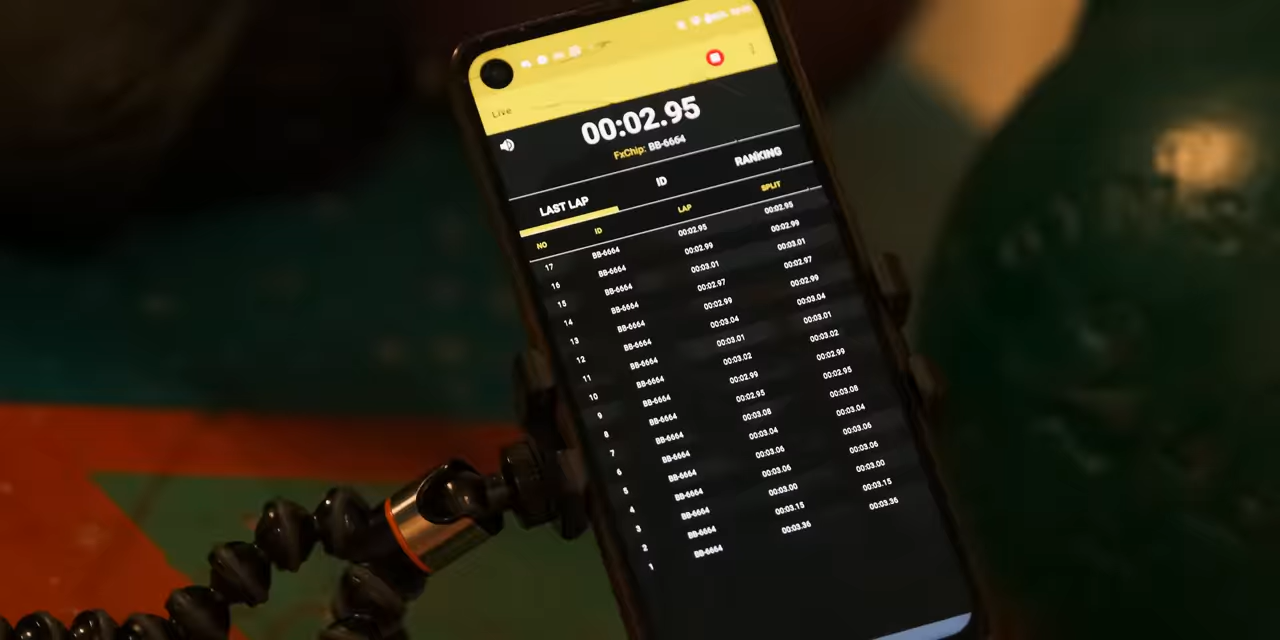 Live
00:02.95
FxChip: BB-6664
LAST LAP ID RANKING
NO ID LAP SPLIT
17 BB-6664 00:02.95 00:02.95
16 BB-6664 00:02.99 00:02.99
15 BB-6664 00:03.01 00:03.01
14 BB-6664 00:02.97 00:02.97
13 BB-6664 00:02.99 00:02.99
12 BB-6664 00:03.04 00:03.04
11 BB-6664 00:03.01 00:03.01
10 BB-6664 00:03.02 00:03.02
9 BB-6664 00:02.99 00:02.99
8 BB-6664 00:02.95 00:02.95
7 BB-6664 00:03.08 00:03.08
6 BB-6664 00:03.04 00:03.04
5 BB-6664 00:03.06 00:03.06
4 BB-6664 00:03.06 00:03.06
3 BB-6664 00:03.00 00:03.00
2 BB-6664 00:03.15 00:03.15
1 BB-6664 00:03.36 00:03.36